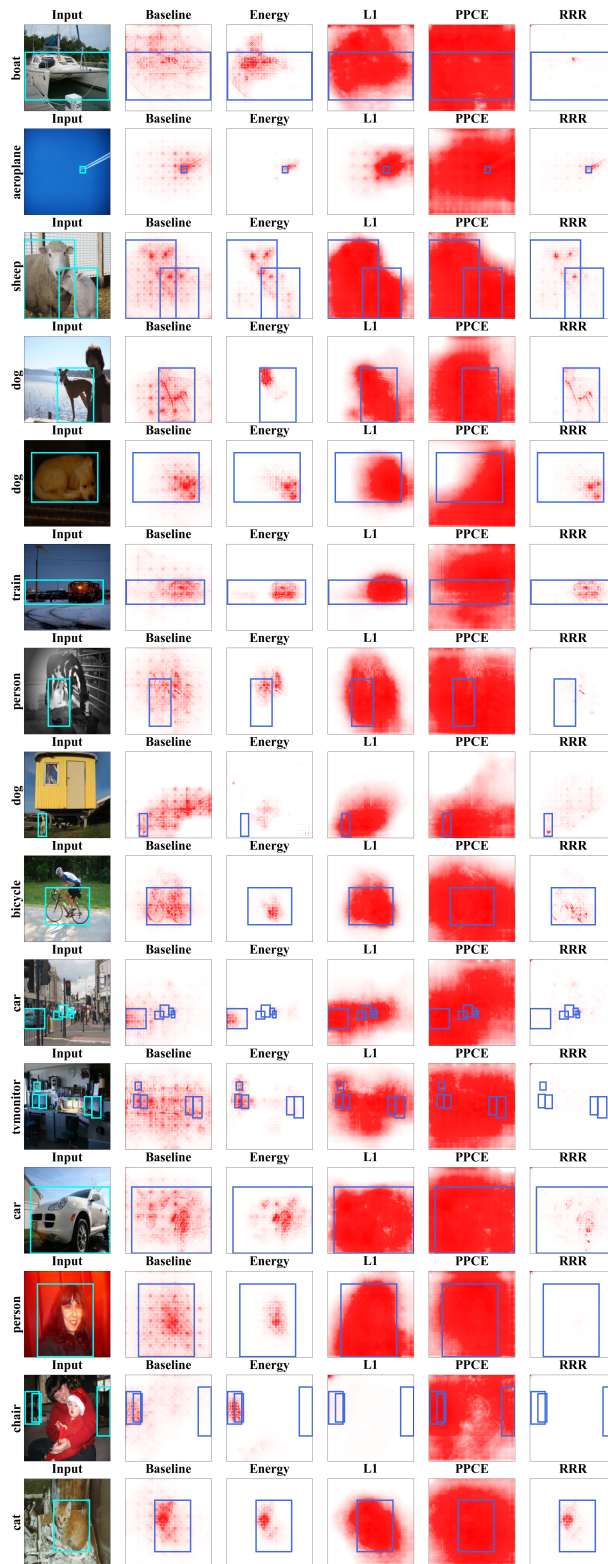 Input Baseline Energy L1 PPCE RRR
boat
Input Baseline Energy L1 PPCE RRR
aeroplane
Input Baseline Energy L1 PPCE RRR
sheep
Input Baseline Energy L1 PPCE RRR
dog
Input Baseline Energy L1 PPCE RRR
dog
Input Baseline Energy L1 PPCE RRR
train
Input Baseline Energy L1 PPCE RRR
person
Input Baseline Energy L1 PPCE RRR
dog
Input Baseline Energy L1 PPCE RRR
bicycle
Input Baseline Energy L1 PPCE RRR
car
Input Baseline Energy L1 PPCE RRR
tvmonitor
Input Baseline Energy L1 PPCE RRR
car
Input Baseline Energy L1 PPCE RRR
person
Input Baseline Energy L1 PPCE RRR
chair
Input Baseline Energy L1 PPCE RRR
cat